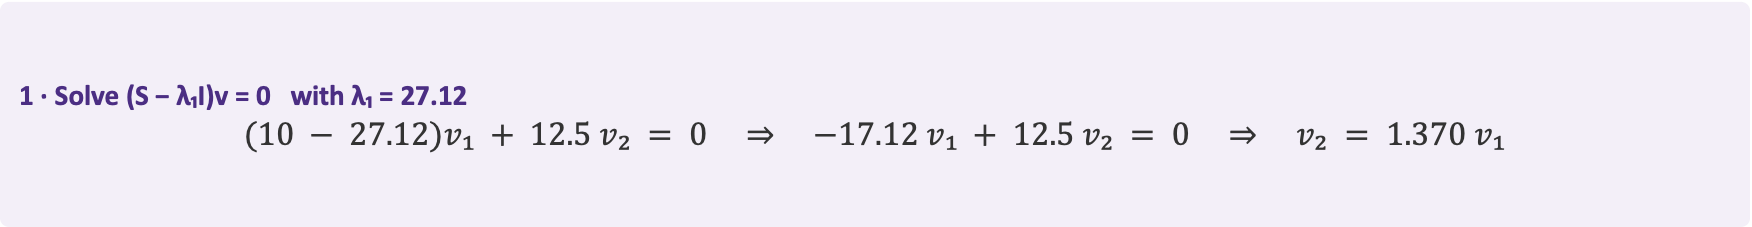 1 · Solve (S – λ₁I)v = 0 with λ₁ = 27.12
(10 − 27.12)v₁ + 12.5 v₂ = 0 ⇒ −17.12 v₁ + 12.5 v₂ = 0 ⇒ v₂ = 1.370 v₁